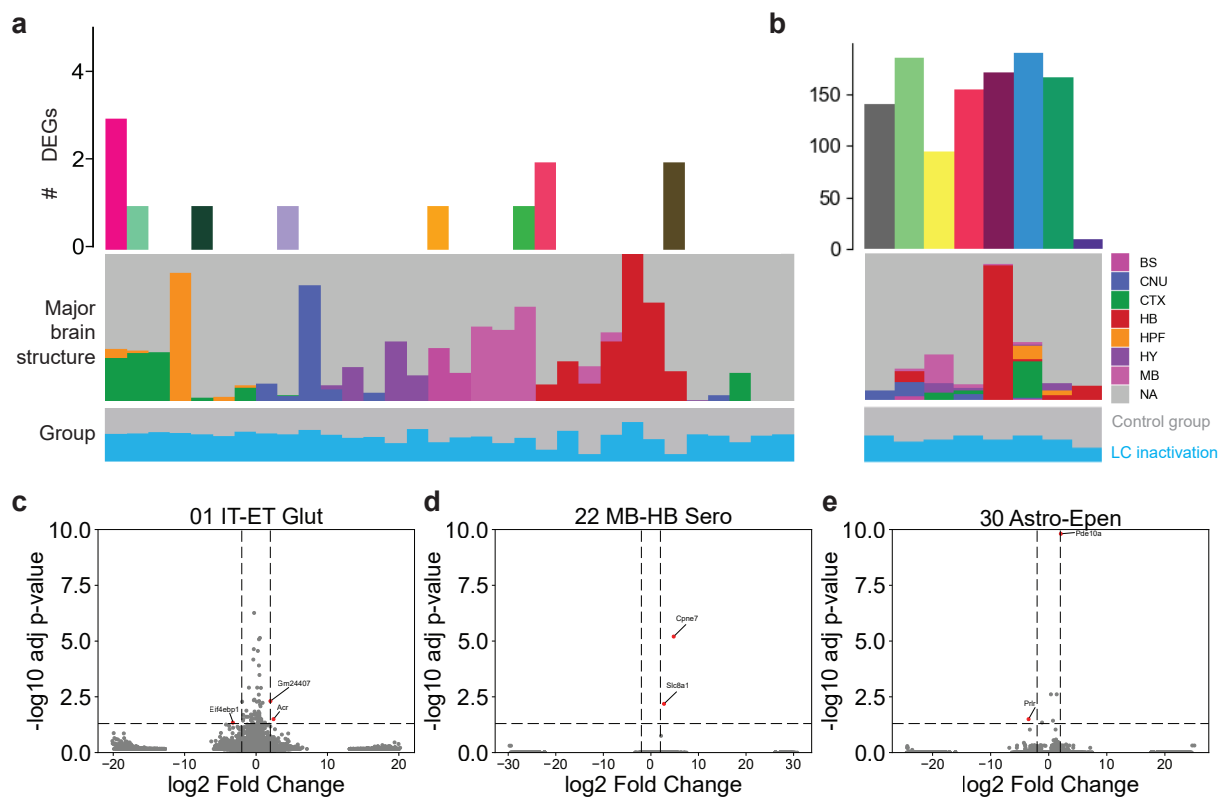 a
b
4
2
0
# DEGs
150
100
50
0
Major
brain
structure
Group
BS
CNU
CTX
HB
HPF
HY
MB
NA
Control group
LC inactivation
c
01 IT-ET Glut
10.0
7.5
5.0
2.5
0.0
-log10 adj p-value
Gm24407
Eif4ebp1
Acr
−20
−10
0
10
20
log2 Fold Change
d
22 MB-HB Sero
10.0
7.5
5.0
2.5
0.0
-log10 adj p-value
Cpne7
Slc8a1
−30
−20
−10
0
10
20
30
log2 Fold Change
e
30 Astro-Epen
10.0
7.5
5.0
2.5
0.0
-log10 adj p-value
Pde10a
Prlr
−20
−10
0
10
20
log2 Fold Change